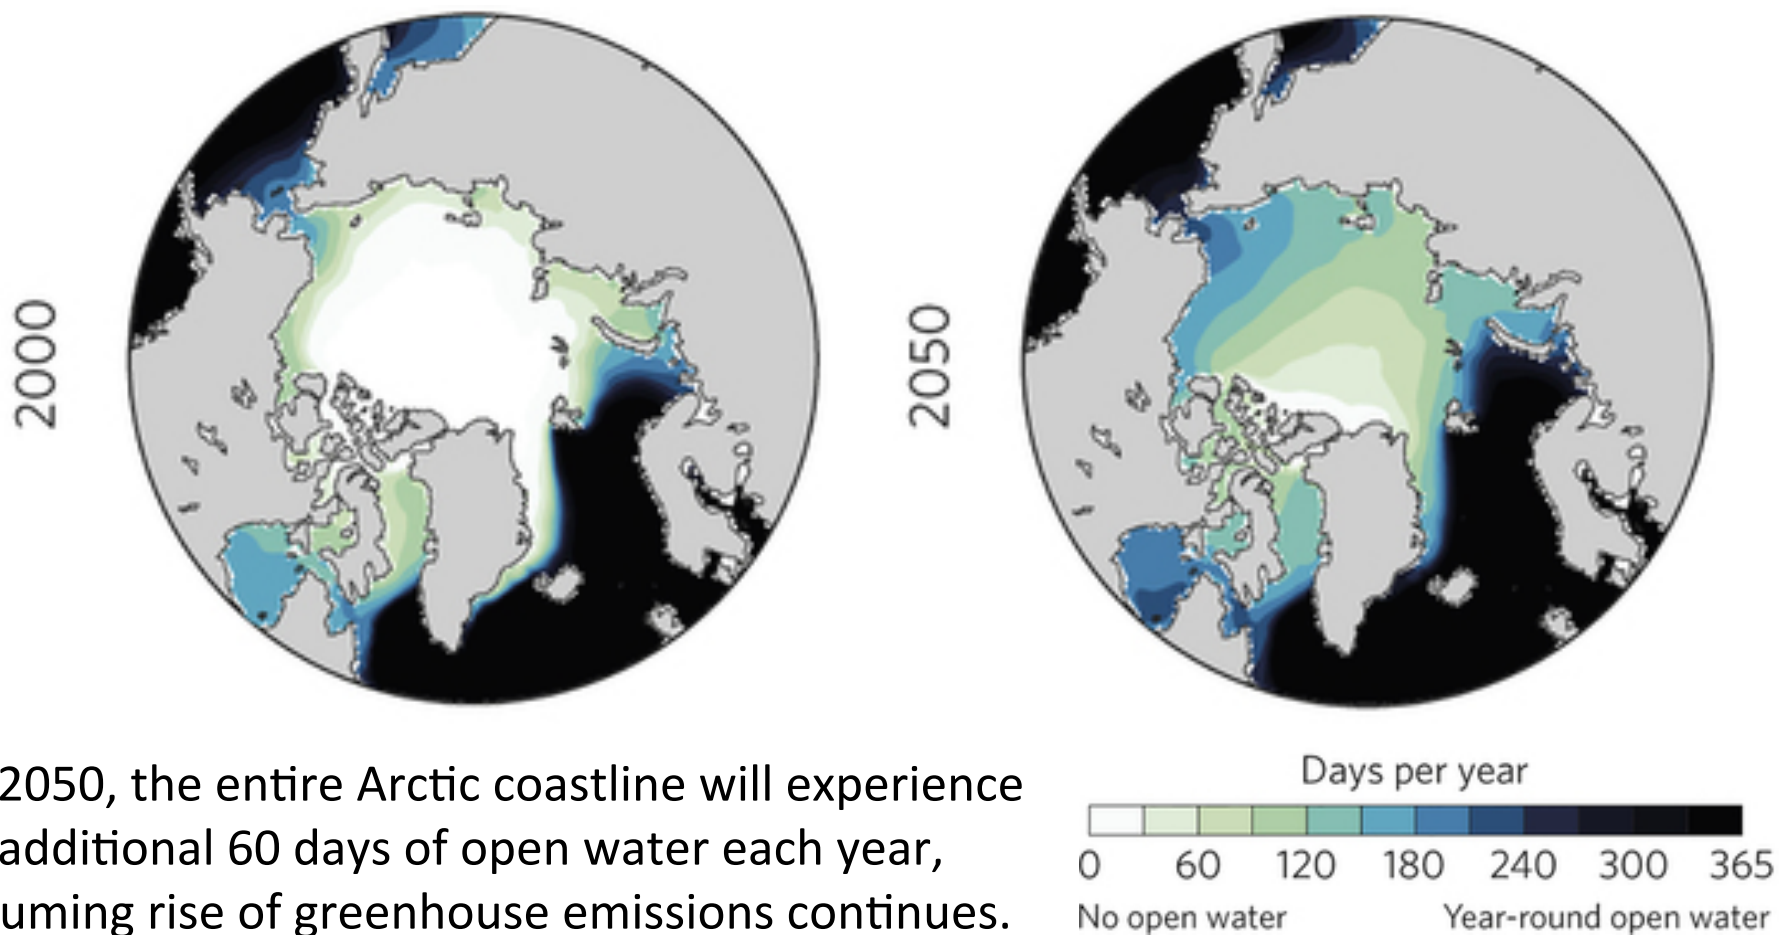 2000
2050
2050, the entire Arctic coastline will experience
additional 60 days of open water each year,
uming rise of greenhouse emissions continues.
Days per year
0 60 120 180 240 300 365
No open water Year-round open water